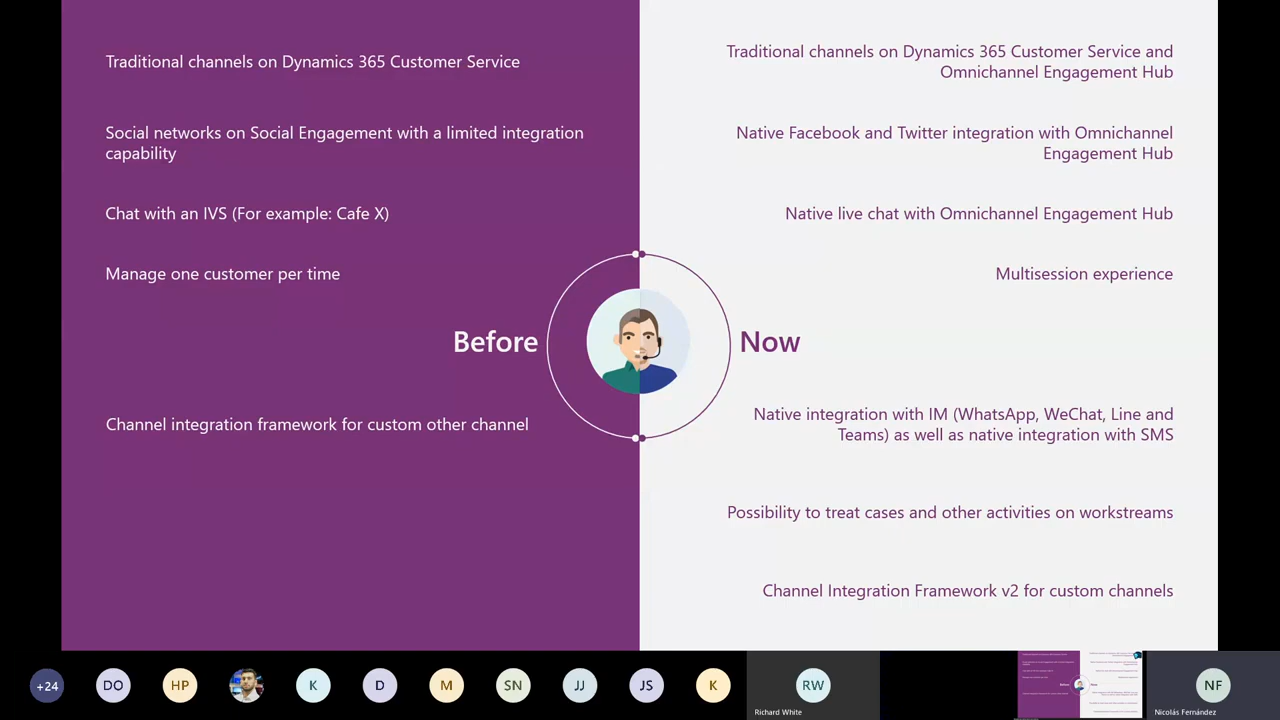 Traditional channels on Dynamics 365 Customer Service
Social networks on Social Engagement with a limited integration
capability
Chat with an IVS (For example: Cafe X)
Manage one customer per time
Before
Channel integration framework for custom other channel
Traditional channels on Dynamics 365 Customer Service and
Omnichannel Engagement Hub
Native Facebook and Twitter integration with Omnichannel
Engagement Hub
Native live chat with Omnichannel Engagement Hub
Multisession experience
Now
Native integration with IM (WhatsApp, WeChat, Line and
Teams) as well as native integration with SMS
Possibility to treat cases and other activities on workstreams
Channel Integration Framework v2 for custom channels
+24
DO
HP
K
D
M
SN
JJ
JS
K
RW
Richard White
NF
Nicolás Fernández